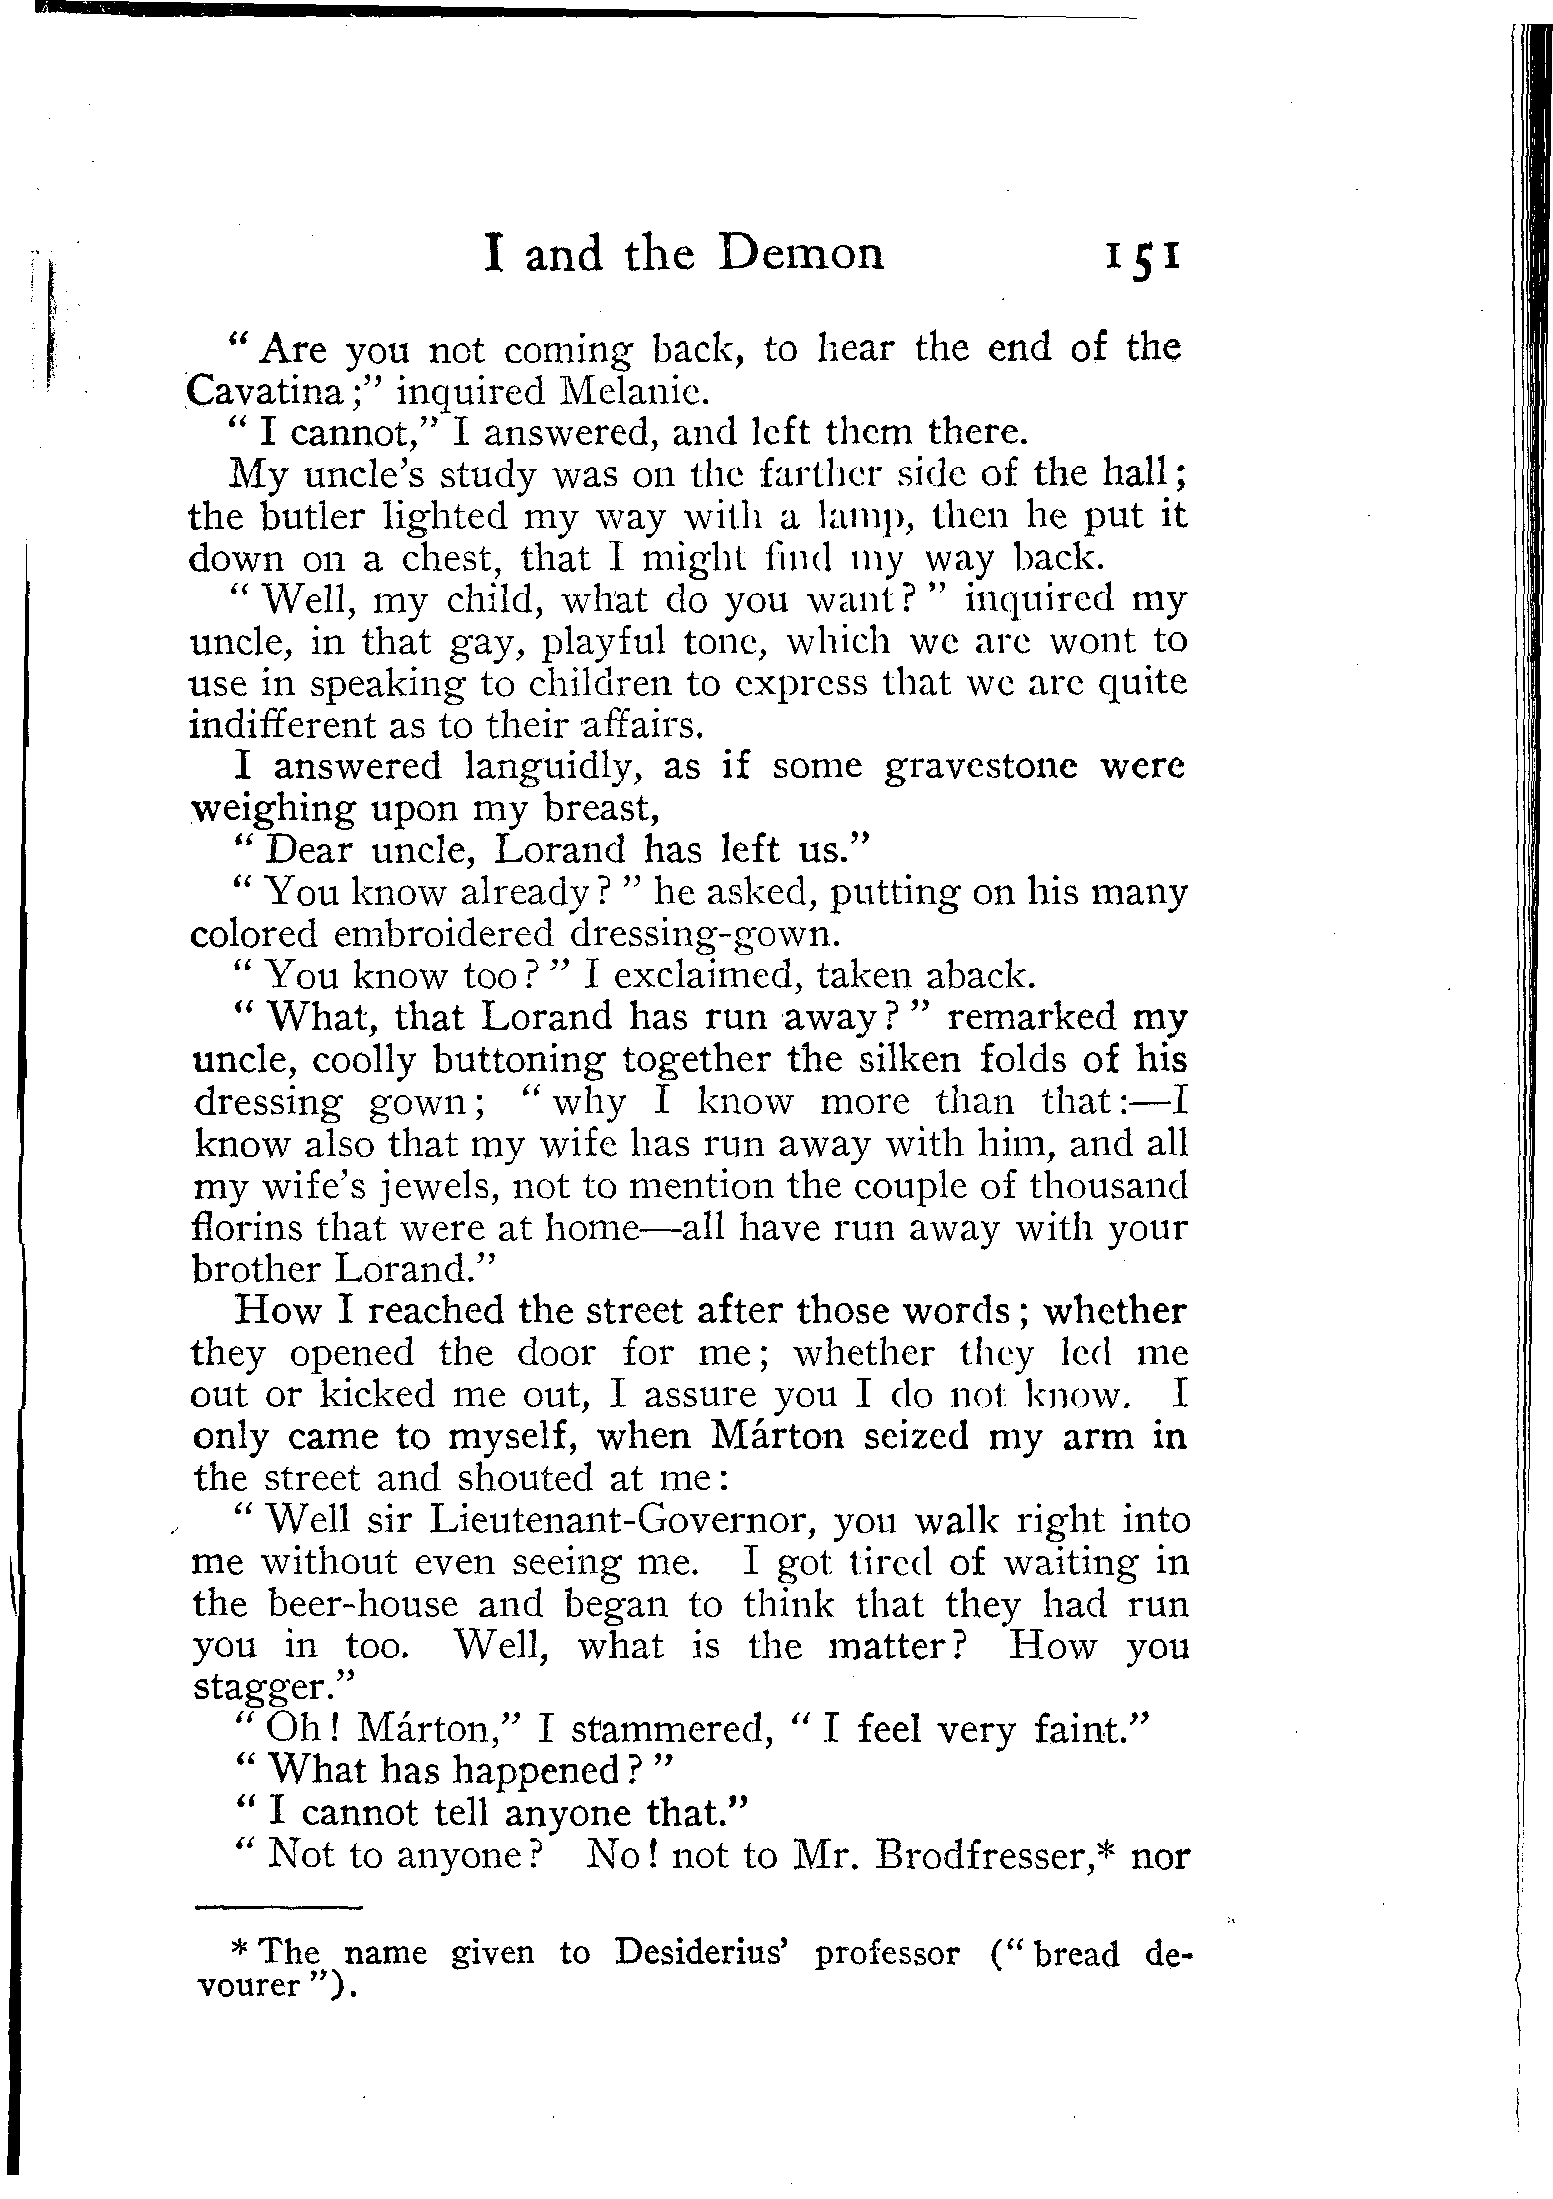 I and the Demon 151
“ Are you not coming back, to hear the end of the
Cavatina ;” inquired Melanie.
“ I cannot,” I answered, and left them there.
My uncle’s study was on the farther side of the hall ;
the butler lighted my way with a lamp, then he put it
down on a chest, that I might find my way back.
“ Well, my child, what do you want ? ” inquired my
uncle, in that gay, playful tone, which we are wont to
use in speaking to children to express that we are quite
indifferent as to their affairs.
I answered languidly, as if some gravestone were
weighing upon my breast,
“ Dear uncle, Lorand has left us.”
“ You know already ? ” he asked, putting on his many
colored embroidered dressing-gown.
“ You know too ? ” I exclaimed, taken aback.
“ What, that Lorand has run away ? ” remarked my
uncle, coolly buttoning together the silken folds of his
dressing gown ; “ why I know more than that :—I
know also that my wife has run away with him, and all
my wife’s jewels, not to mention the couple of thousand
florins that were at home—all have run away with your
brother Lorand.”
How I reached the street after those words ; whether
they opened the door for me ; whether they led me
out or kicked me out, I assure you I do not know. I
only came to myself, when Márton seized my arm in
the street and shouted at me :
“ Well sir Lieutenant-Governor, you walk right into
me without even seeing me. I got tired of waiting in
the beer-house and began to think that they had run
you in too. Well, what is the matter ? How you
stagger.”
“ Oh ! Márton,” I stammered, “ I feel very faint.”
“ What has happened ? ”
“ I cannot tell anyone that.”
“ Not to anyone ? No ! not to Mr. Brodfresser,* nor
* The name given to Desiderius’ professor (“ bread de-
vourer ”).